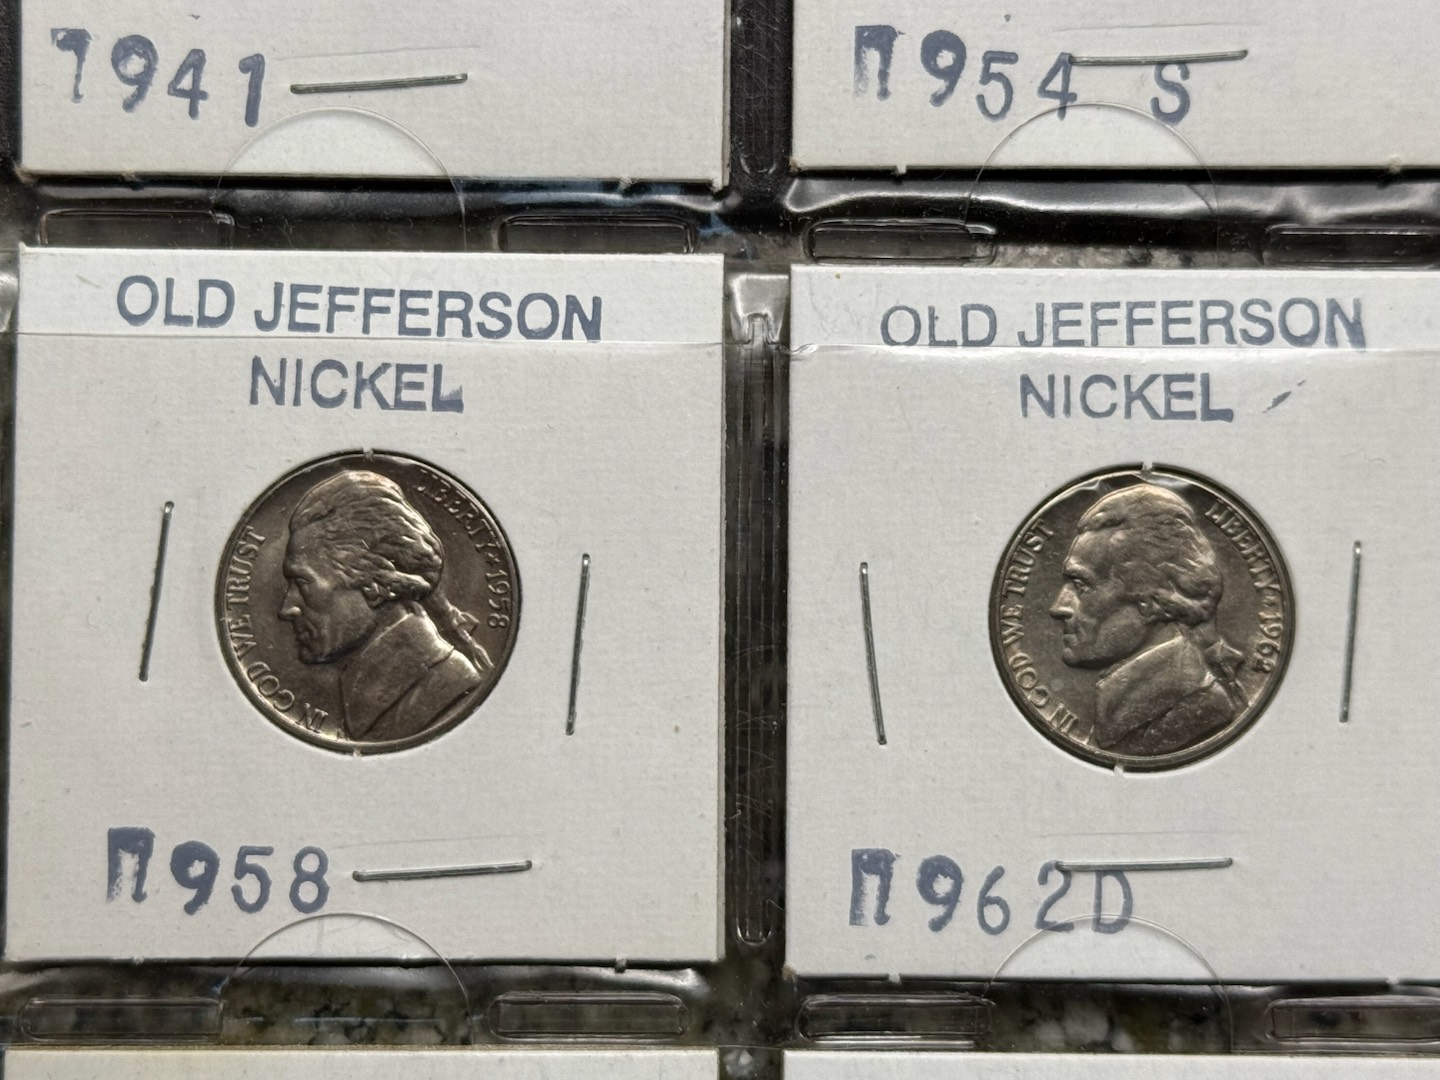 1941
1954 S
OLD JEFFERSON
NICKEL
IN GOD WE TRUST
LIBERTY ★ 1958
1958
OLD JEFFERSON
NICKEL
IN GOD WE TRUST
LIBERTY ★ 1962
1962D